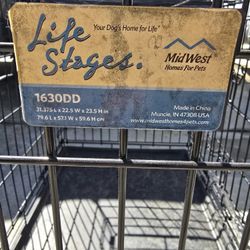 Life
Stages.
Your Dog's Home for Life
MidWest
Homes For Pets
1630DD
31.375 L x 22.5 W x 23.5 H in
79.6 L x 57.1 W x 59.6 H cm
Made in China
Muncie, IN 47308 USA
www.midwesthomes4pets.com